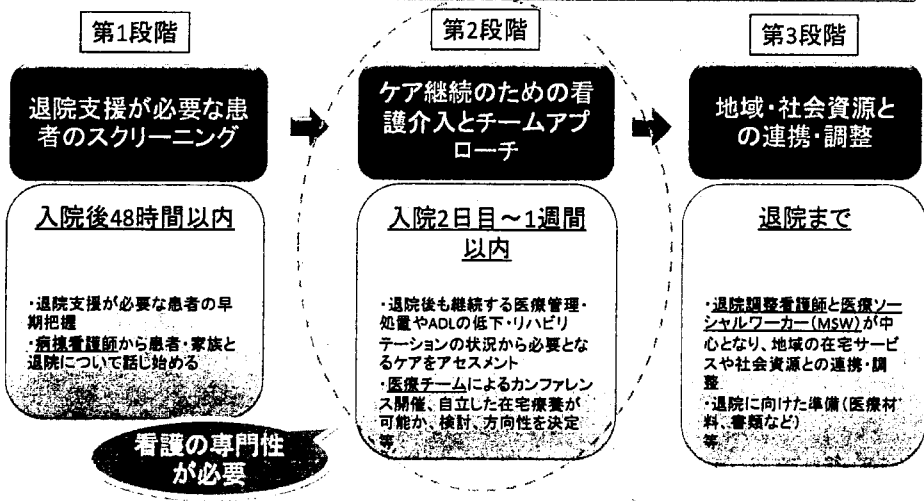 第1段階
退院支援が必要な患
者のスクリーニング
入院後48時間以内
・退院支援が必要な患者の早
期把握
・病棟看護師から患者・家族と
退院について話し始める
看護の専門性
が必要
第2段階
ケア継続のための看
護介入とチームアプ
ローチ
入院2日目～1週間
以内
・退院後も継続する医療管理・
処置やADLの低下・リハビリ
テーションの状況から必要とな
るケアをアセスメント
・医療チームによるカンファレン
ス開催、自立した在宅療養が
可能か、検討、方向性を決定
等
第3段階
地域・社会資源と
の連携・調整
退院まで
・退院調整看護師と医療ソー
シャルワーカー(MSW)が中
心となり、地域の在宅サービ
スや社会資源との連携・調
整
・退院に向けた準備(医療材
料、書類など)
等